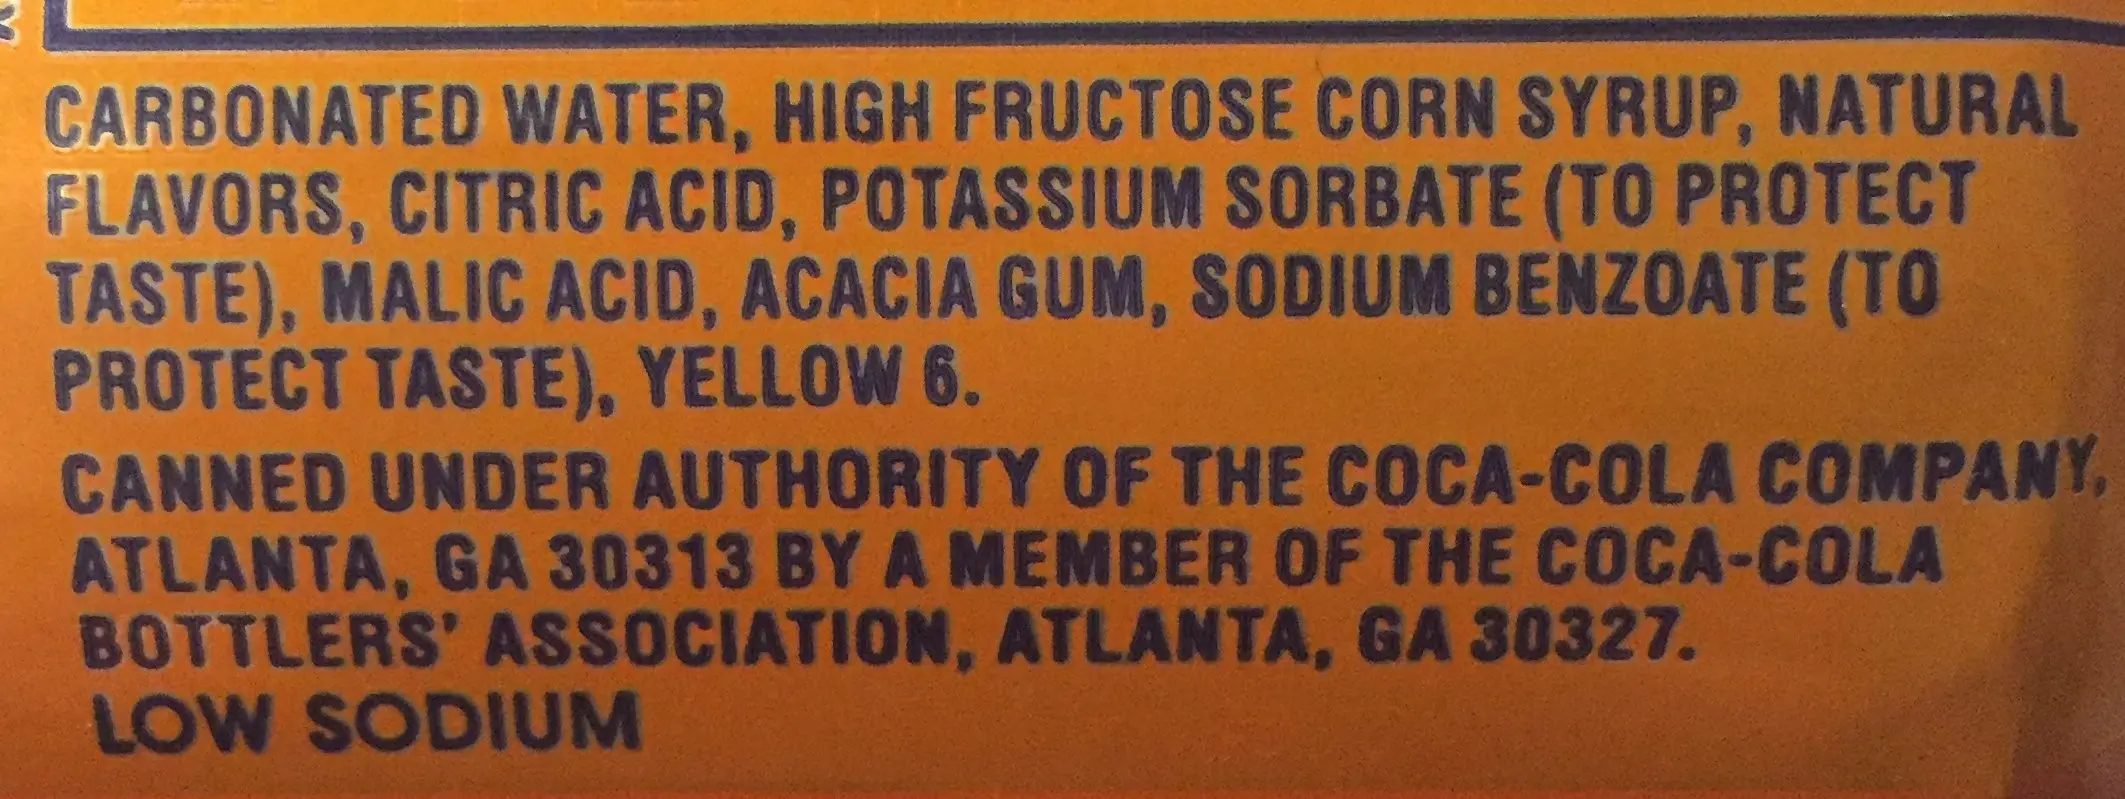 CARBONATED WATER, HIGH FRUCTOSE CORN SYRUP, NATURAL
FLAVORS, CITRIC ACID, POTASSIUM SORBATE (TO PROTECT
TASTE), MALIC ACID, ACACIA GUM, SODIUM BENZOATE (TO
PROTECT TASTE), YELLOW 6.
CANNED UNDER AUTHORITY OF THE COCA-COLA COMPANY,
ATLANTA, GA 30313 BY A MEMBER OF THE COCA-COLA
BOTTLERS' ASSOCIATION, ATLANTA, GA 30327.
LOW SODIUM